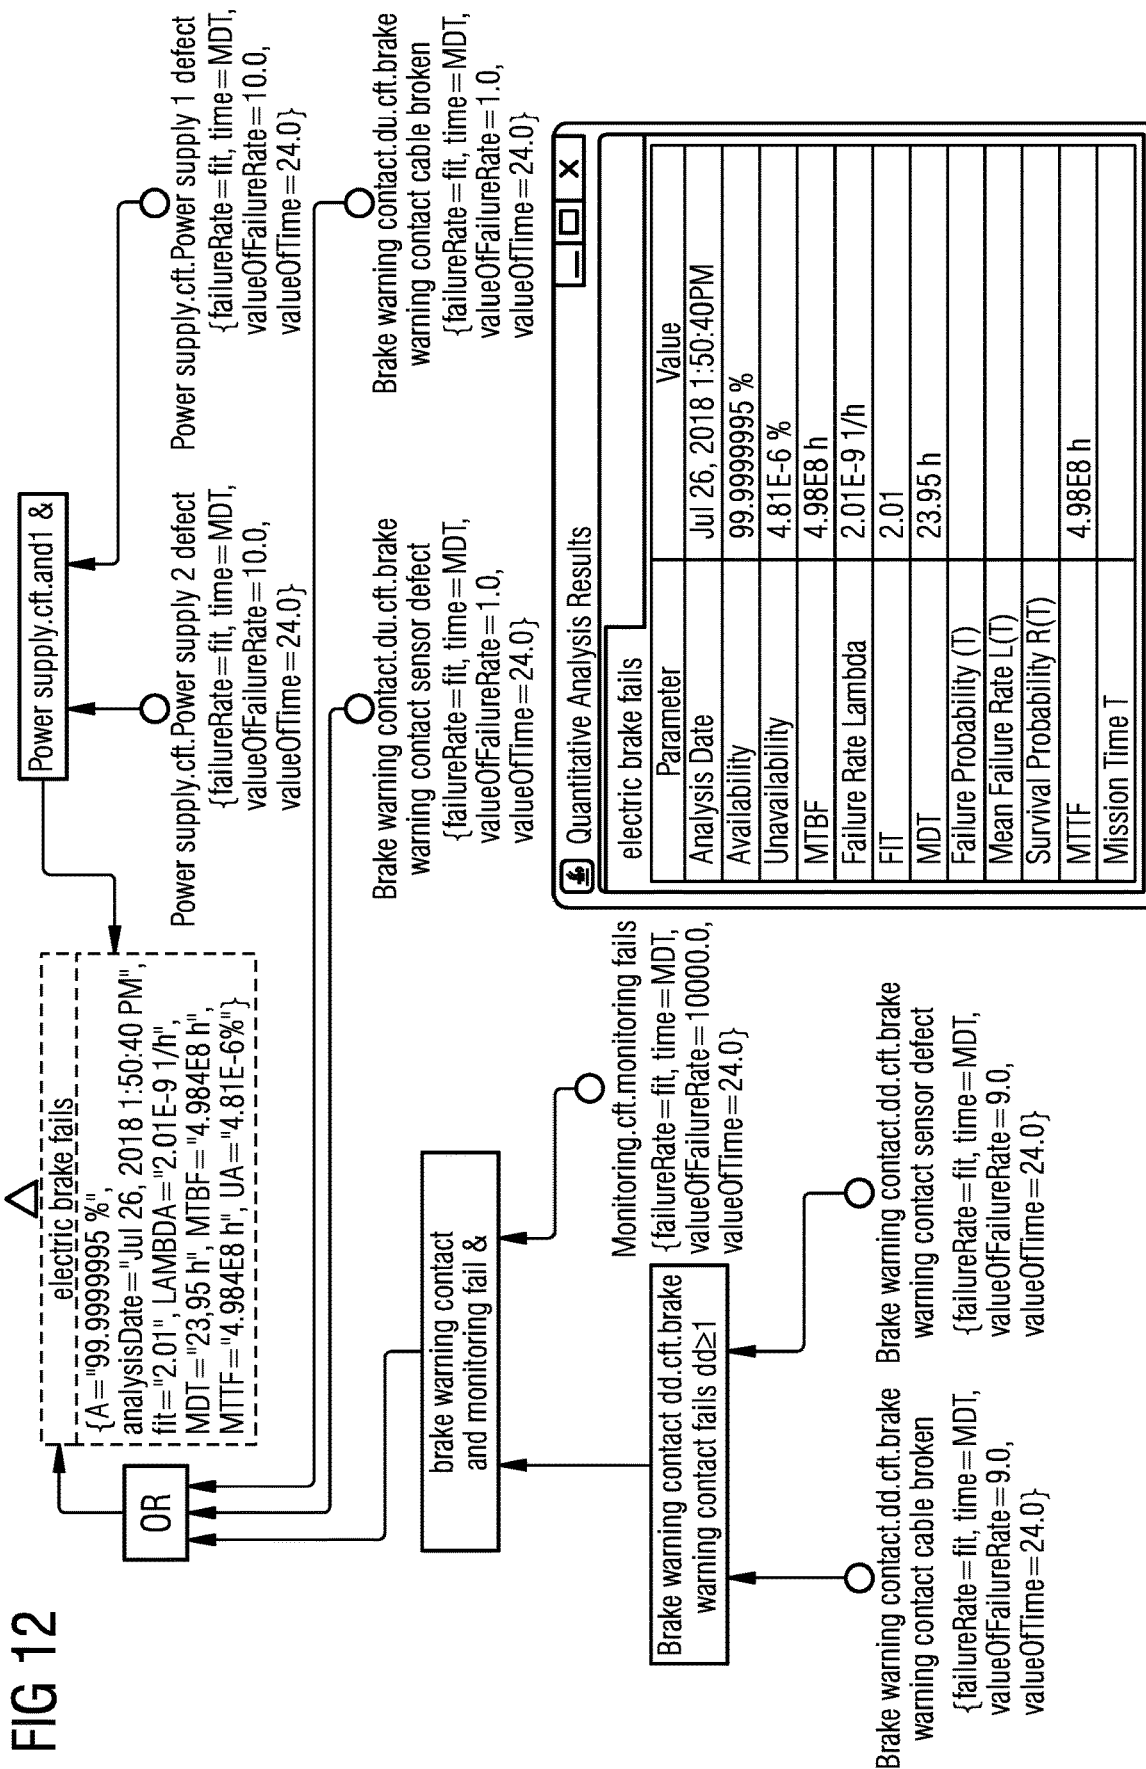 FIG 12
electric brake fails
{A="99.9999995 %",
analysisDate="Jul 26, 2018 1:50:40 PM",
fit="2.01", LAMBDA="2.01E-9 1/h",
MDT="23,95 h", MTBF="4.984E8 h",
MTTF="4.984E8 h", UA="4.81E-6%"}
OR
Power supply.cft.and1 &
Power supply.cft.Power supply 2 defect
{failureRate=fit, time=MDT,
valueOfFailureRate=10.0,
valueOfTime=24.0}
Power supply.cft.Power supply 1 defect
{failureRate=fit, time=MDT,
valueOfFailureRate=10.0,
valueOfTime=24.0}
Brake warning contact.du.cft.brake
warning contact sensor defect
{failureRate=fit, time=MDT,
valueOfFailureRate=1.0,
valueOfTime=24.0}
Brake warning contact.du.cft.brake
warning contact cable broken
{failureRate=fit, time=MDT,
valueOfFailureRate=1.0,
valueOfTime=24.0}
brake warning contact
and monitoring fail &
Monitoring.cft.monitoring fails
{failureRate=fit, time=MDT,
valueOfFailureRate=10000.0,
valueOfTime=24.0}
Brake warning contact dd.cft.brake
warning contact fails dd≥1
Brake warning contact.dd.cft.brake
warning contact cable broken
{failureRate=fit, time=MDT,
valueOfFailureRate=9.0,
valueOfTime=24.0}
Brake warning contact.dd.cft.brake
warning contact sensor defect
{failureRate=fit, time=MDT,
valueOfFailureRate=9.0,
valueOfTime=24.0}
Quantitative Analysis Results
electric brake fails
Parameter Value
Analysis Date Jul 26, 2018 1:50:40PM
Availability 99.9999995 %
Unavailability 4.81E-6 %
MTBF 4.98E8 h
Failure Rate Lambda 2.01E-9 1/h
FIT 2.01
MDT 23.95 h
Failure Probability (T)
Mean Failure Rate L(T)
Survival Probability R(T)
MTTF 4.98E8 h
Mission Time T